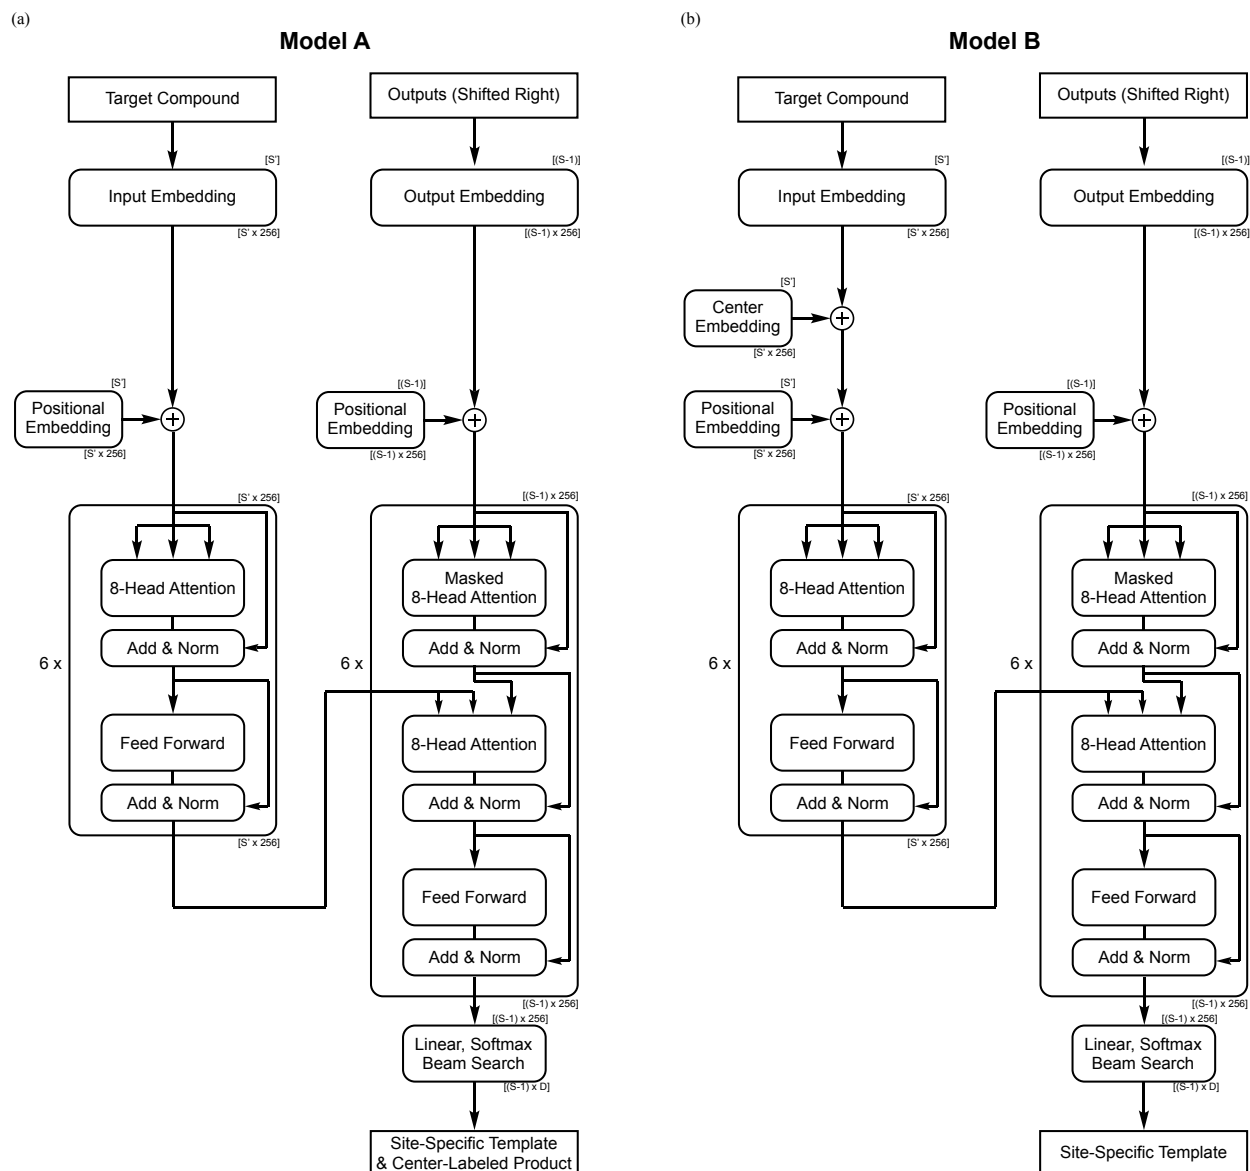 (a)
Model A
Target Compound
[S']
Input Embedding
[S' x 256]
[S']
Positional
Embedding
[S' x 256]
[S' x 256]
8-Head Attention
Add & Norm
6 x
Feed Forward
Add & Norm
[S' x 256]
Outputs (Shifted Right)
[(S-1)]
Output Embedding
[(S-1) x 256]
[(S-1)]
Positional
Embedding
[(S-1) x 256]
[(S-1) x 256]
Masked
8-Head Attention
Add & Norm
6 x
8-Head Attention
Add & Norm
Feed Forward
Add & Norm
[(S-1) x 256]
[(S-1) x 256]
Linear, Softmax
Beam Search
[(S-1) x D]
Site-Specific Template
& Center-Labeled Product
(b)
Model B
Target Compound
[S']
Input Embedding
[S' x 256]
[S']
Center
Embedding
[S' x 256]
[S']
Positional
Embedding
[S' x 256]
[S' x 256]
8-Head Attention
Add & Norm
6 x
Feed Forward
Add & Norm
[S' x 256]
Outputs (Shifted Right)
[(S-1)]
Output Embedding
[(S-1) x 256]
[(S-1)]
Positional
Embedding
[(S-1) x 256]
[(S-1) x 256]
Masked
8-Head Attention
Add & Norm
6 x
8-Head Attention
Add & Norm
Feed Forward
Add & Norm
[(S-1) x 256]
[(S-1) x 256]
Linear, Softmax
Beam Search
[(S-1) x D]
Site-Specific Template